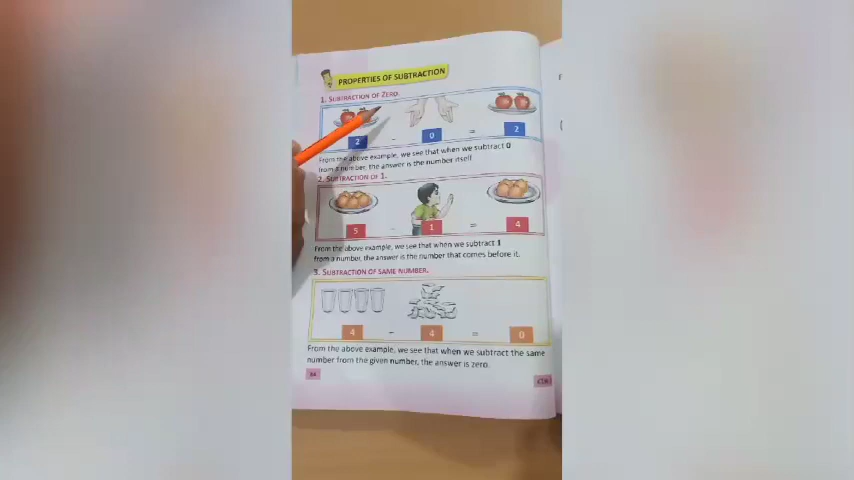 PROPERTIES OF SUBTRACTION
1. SUBTRACTION OF ZERO.
2 - 0 = 2
From the above example, we see that when we subtract 0
from a number, the answer is the number itself
2. SUBTRACTION OF 1.
5 - 1 = 4
From the above example, we see that when we subtract 1
from a number, the answer is the number that comes before it.
3. SUBTRACTION OF SAME NUMBER.
4 - 4 = 0
From the above example, we see that when we subtract the same
number from the given number, the answer is zero.